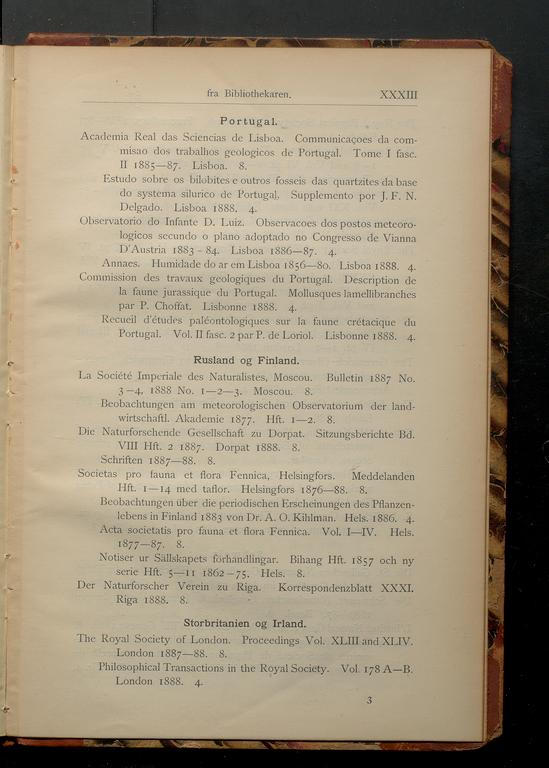 fra Bibliothekaren. XXXIII
Portugal.
Academia Real das Sciencias de Lisboa. Communicaçoes da com-
misao dos trabalhos geologicos de Portugal. Tome I fasc.
II 1885—87. Lisboa. 8.
Estudo sobre os bilobites e outros fosseis das quartzites da base
do systema silurico de Portugal. Supplemento por J. F. N.
Delgado. Lisboa 1888. 4.
Observatorio do Infante D. Luiz. Observacoes dos postos meteoro-
logicos secundo o plano adoptado no Congresso de Vianna
D'Austria 1883-84. Lisboa 1886—87. 4.
Annaes. Humidade do ar em Lisboa 1856—80. Lisboa 1888. 4.
Commission des travaux geologiques du Portugal. Description de
la faune jurassique du Portugal. Mollusques lamellibranches
par P. Choffat. Lisbonne 1888. 4.
Recueil d'études paléontologiques sur la faune crétacique du
Portugal. Vol. II fasc. 2 par P. de Loriol. Lisbonne 1888. 4.
Rusland og Finland.
La Société Imperiale des Naturalistes, Moscou. Bulletin 1887 No.
3—4, 1888 No. 1—2—3. Moscou. 8.
Beobachtungen am meteorologischen Observatorium der land-
wirtschaftl. Akademie 1877. Hft. 1—2. 8.
Die Naturforschende Gesellschaft zu Dorpat. Sitzungsberichte Bd.
VIII Hft. 2 1887. Dorpat 1888. 8.
Schriften 1887—88. 8.
Societas pro fauna et flora Fennica, Helsingfors. Meddelanden
Hft. 1—14 med taflor. Helsingfors 1876—88. 8.
Beobachtungen über die periodischen Erscheinungen des Pflanzen-
lebens in Finland 1883 von Dr. A. O. Kihlman. Hels. 1886. 4.
Acta societatis pro fauna et flora Fennica. Vol. I—IV. Hels.
1877—87. 8.
Notiser ur Sällskapets förhandlingar. Bihang Hft. 1857 och ny
serie Hft. 5—11 1862—75. Hels. 8.
Der Naturforscher Verein zu Riga. Korrespondenzblatt XXXI.
Riga 1888. 8.
Storbritanien og Irland.
The Royal Society of London. Proceedings Vol. XLIII and XLIV.
London 1887—88. 8.
Philosophical Transactions in the Royal Society. Vol. 178 A—B.
London 1888. 4.
3